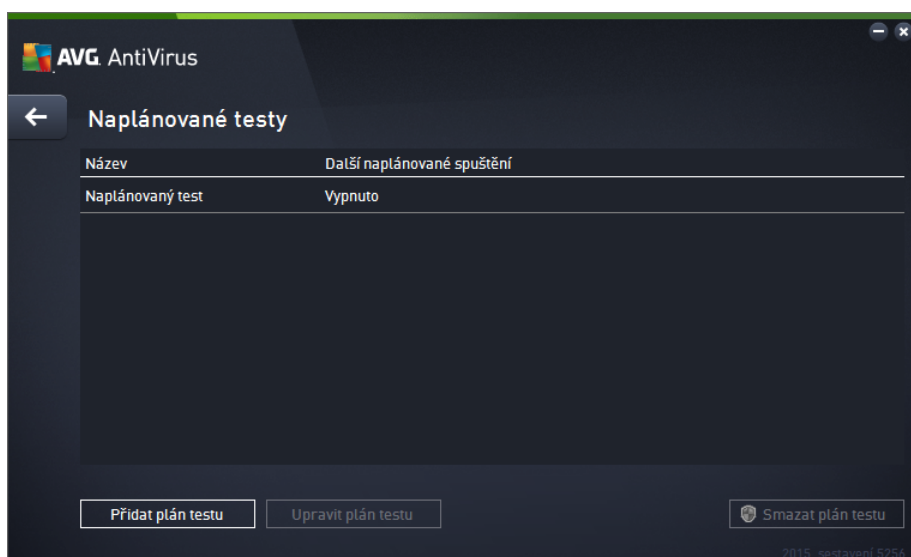 AVG AntiVirus
Naplánované testy
Název Další naplánované spuštění
Naplánovaný test Vypnuto
Přidat plán testu Upravit plán testu Smazat plán testu
2015, sestavení 5256